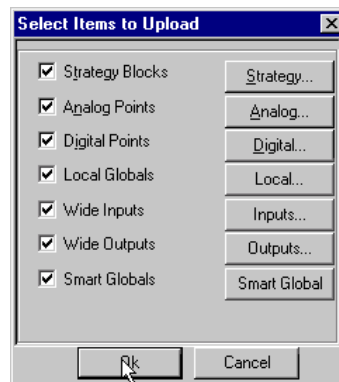 Select Items to Upload
Strategy Blocks Strategy...
Analog Points Analog...
Digital Points Digital...
Local Globals Local...
Wide Inputs Inputs...
Wide Outputs Outputs...
Smart Globals Smart Global
Ok Cancel